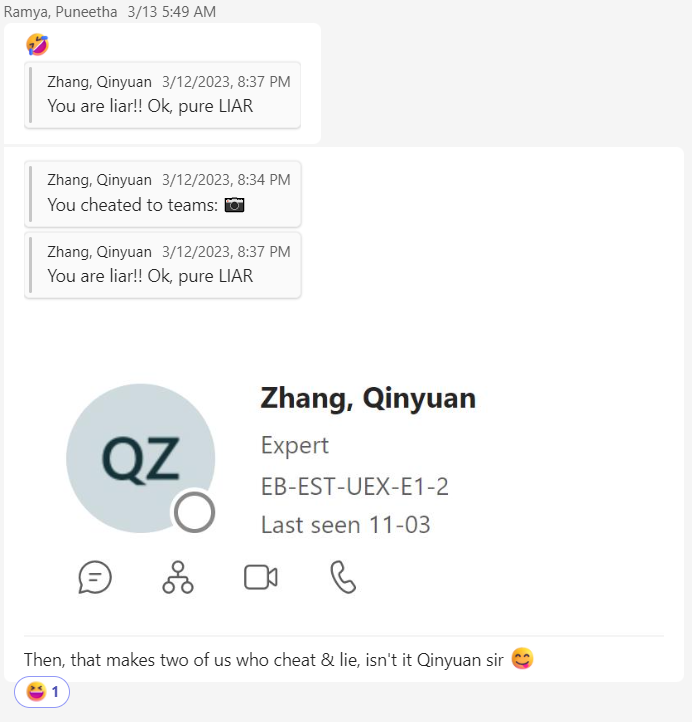 Ramya, Puneetha 3/13 5:49 AM
🤣
Zhang, Qinyuan 3/12/2023, 8:37 PM
You are liar!! Ok, pure LIAR
Zhang, Qinyuan 3/12/2023, 8:34 PM
You cheated to teams: 📷
Zhang, Qinyuan 3/12/2023, 8:37 PM
You are liar!! Ok, pure LIAR
QZ
Zhang, Qinyuan
Expert
EB-EST-UEX-E1-2
Last seen 11-03
Then, that makes two of us who cheat & lie, isn't it Qinyuan sir 😋
😆 1